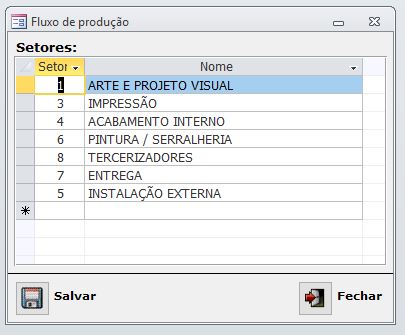 Fluxo de produção
Setores:
Setor Nome
1 ARTE E PROJETO VISUAL
3 IMPRESSÃO
4 ACABAMENTO INTERNO
6 PINTURA / SERRALHERIA
8 TERCERIZADORES
7 ENTREGA
5 INSTALAÇÃO EXTERNA
Salvar Fechar